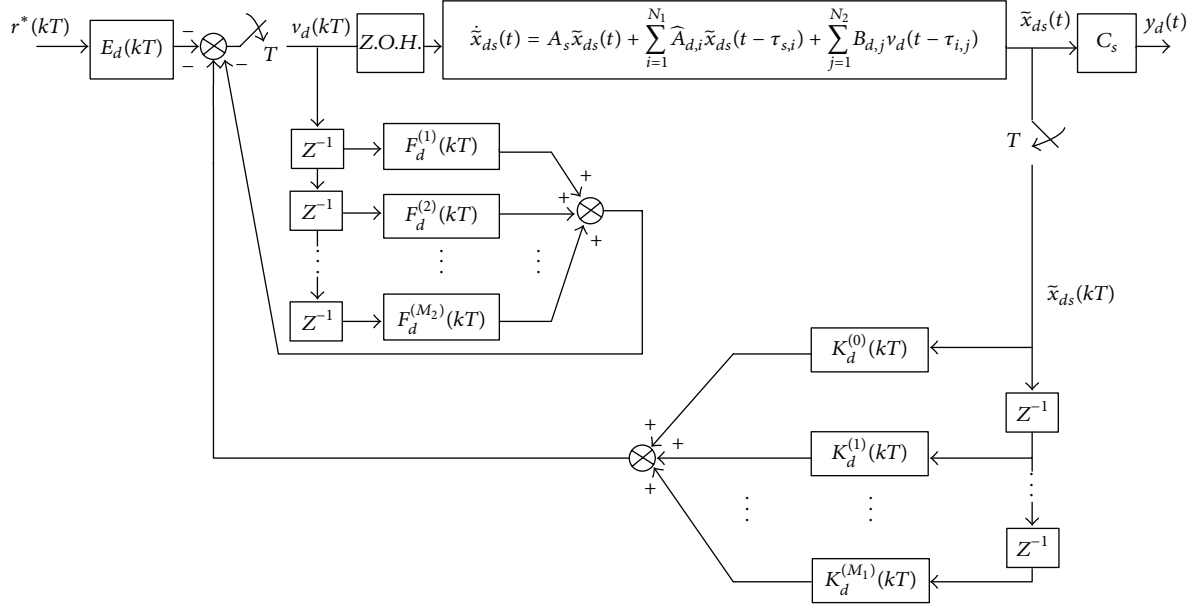 r*(kT)
E_d(kT)
−
−
−
T
v_d(kT)
Z.O.H.
\dot{\tilde{x}}_{ds}(t) = A_s\tilde{x}_{ds}(t) + \sum_{i=1}^{N_1} \hat{A}_{d,i}\tilde{x}_{ds}(t − τ_{s,i}) + \sum_{j=1}^{N_2} B_{d,j}v_d(t − τ_{i,j})
\tilde{x}_{ds}(t)
C_s
y_d(t)
Z^{−1}
F_d^{(1)}(kT)
+
T
Z^{−1}
F_d^{(2)}(kT)
+
+
⋮
⋮
⋮
Z^{−1}
F_d^{(M_2)}(kT)
\tilde{x}_{ds}(kT)
K_d^{(0)}(kT)
Z^{−1}
+
+
K_d^{(1)}(kT)
+
⋮
⋮
⋮
Z^{−1}
K_d^{(M_1)}(kT)